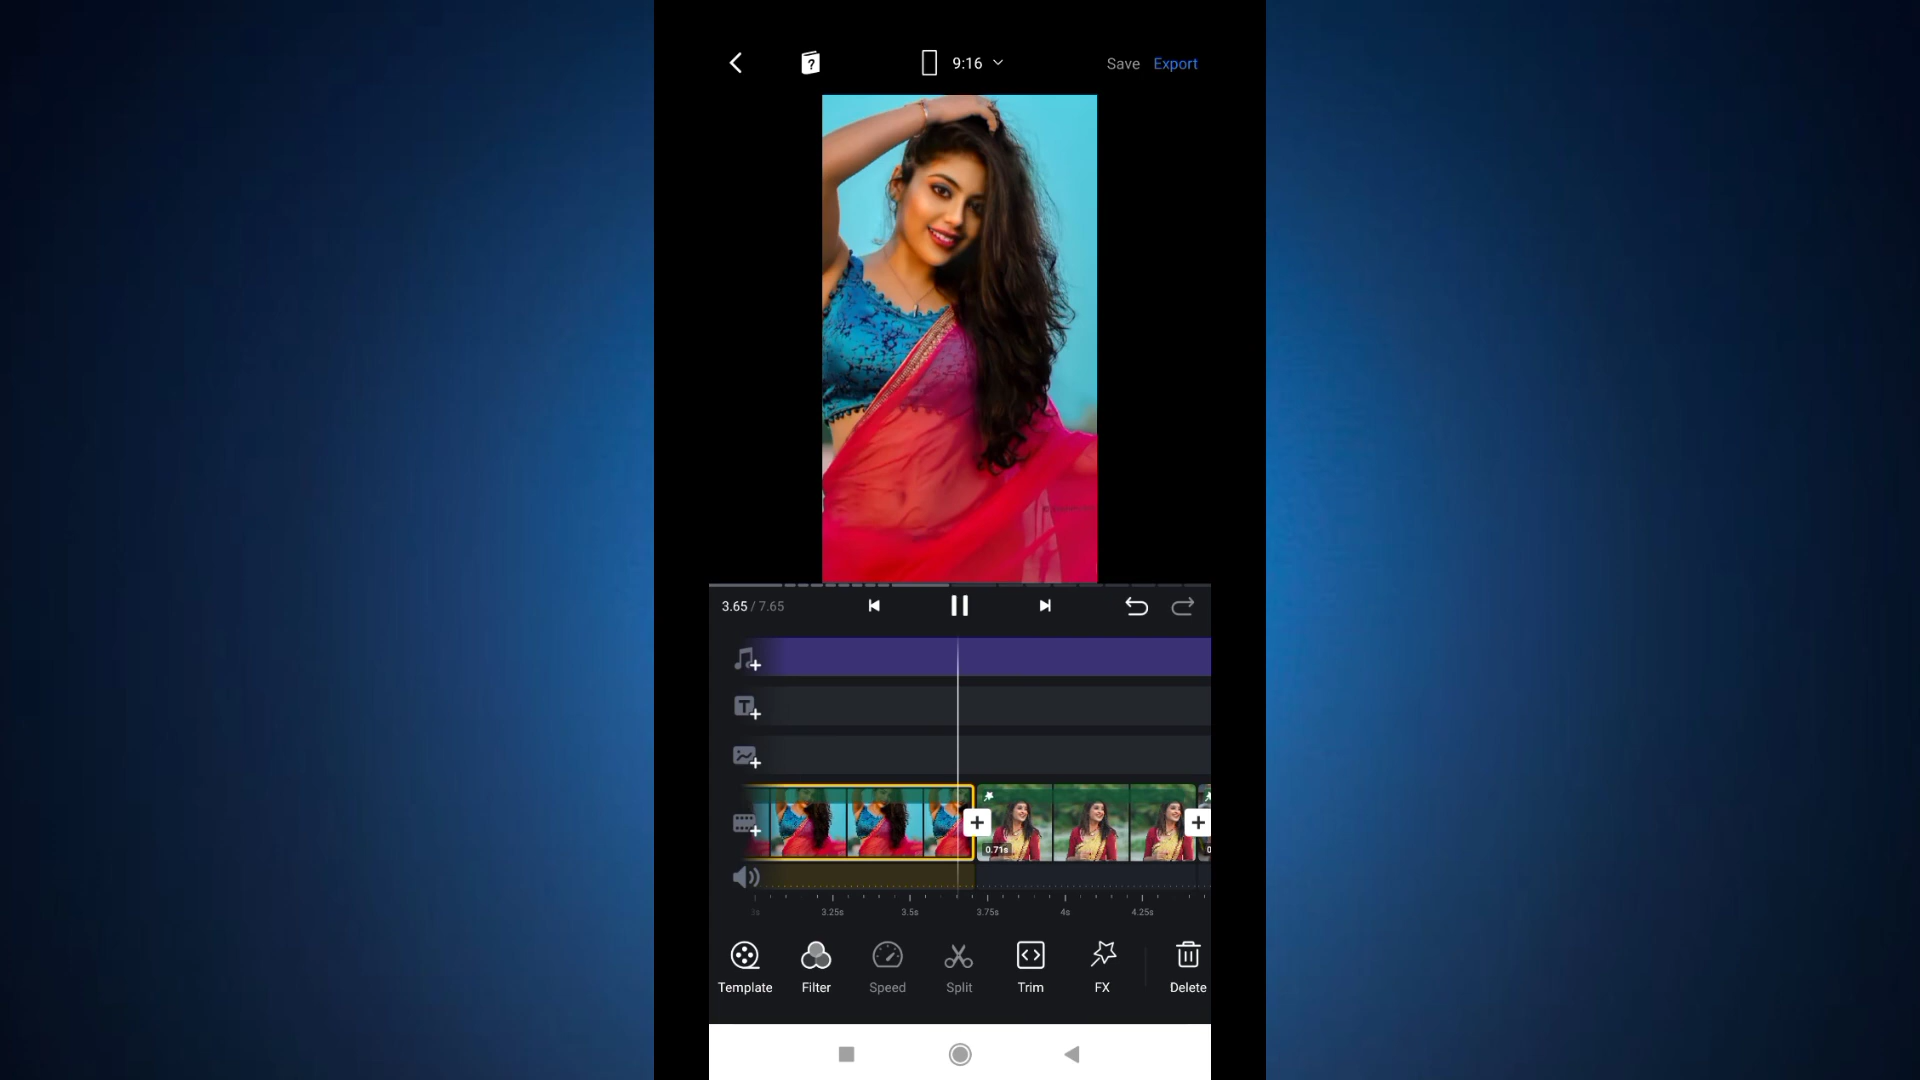 9:16
Save Export
3.65 / 7.65
0.71s
3.25s 3.5s 3.75s 4s 4.25s
Template Filter Speed Split Trim FX Delete